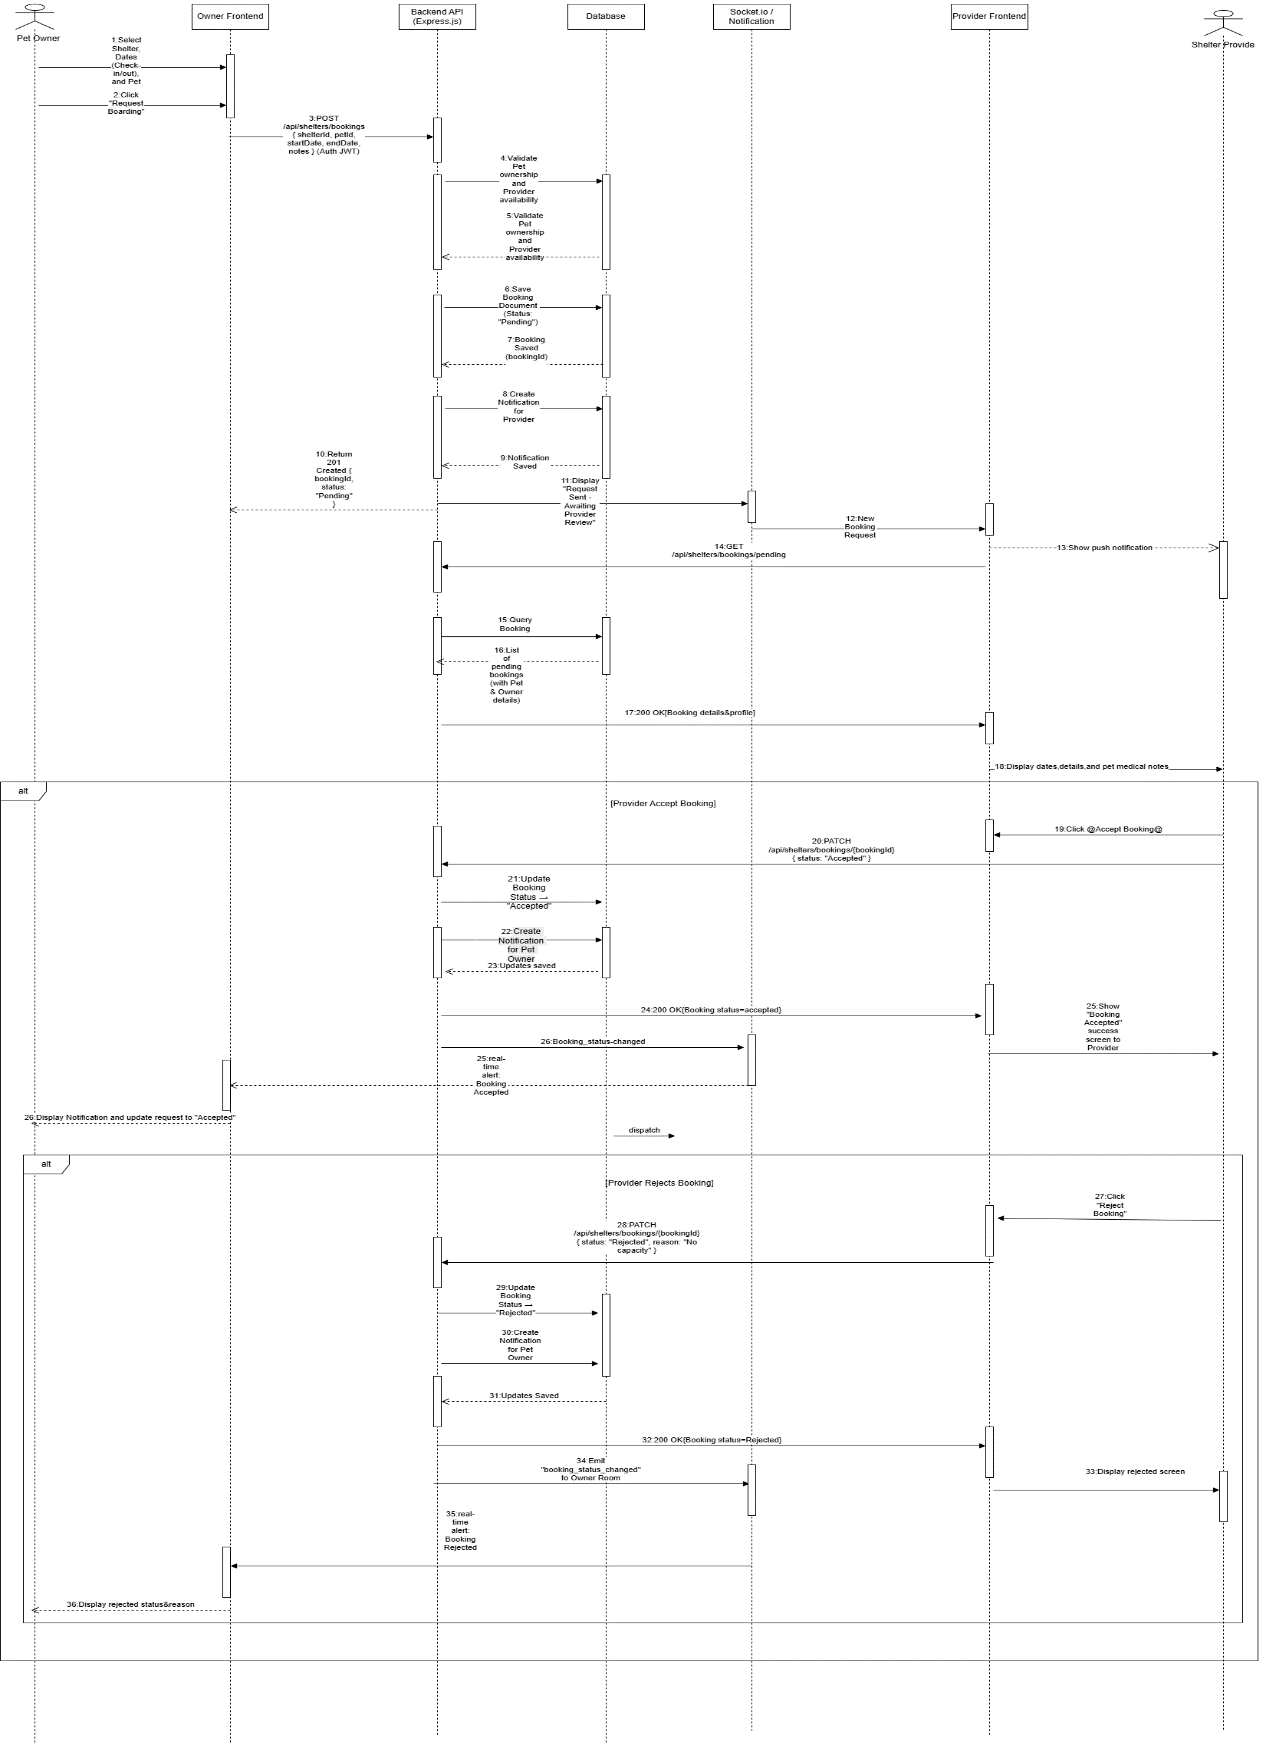 Pet Owner
Owner Frontend
Backend API
(Express.js)
Database
Socket.io /
Notification
Provider Frontend
Shelter Provide
1:Select
Shelter,
Dates
(Check-
in/out),
and Pet
2:Click
"Request
Boarding"
3:POST
/api/shelters/bookings
{ shelterId, petId,
startDate, endDate,
notes } (Auth JWT)
4:Validate
Pet
ownership
and
Provider
availability
5:Validate
Pet
ownership
and
Provider
availability
6:Save
Booking
Document
(Status:
"Pending")
7:Booking
Saved
(bookingId)
8:Create
Notification
for
Provider
9:Notification
Saved
10:Return
201
Created {
bookingId,
status:
"Pending"
}
11:Display
"Request
Sent -
Awaiting
Provider
Review"
12:New
Booking
Request
13:Show push notification
14:GET
/api/shelters/bookings/pending
15:Query
Booking
16:List
of
pending
bookings
(with Pet
& Owner
details)
17:200 OK[Booking details&profile]
18:Display dates,details,and pet medical notes
alt
[Provider Accept Booking]
19:Click @Accept Booking@
20:PATCH
/api/shelters/bookings/{bookingId}
{ status: "Accepted" }
21:Update
Booking
Status →
"Accepted"
22:Create
Notification
for Pet
Owner
23:Updates saved
24:200 OK{Booking status=accepted}
25:Show
"Booking
Accepted"
success
screen to
Provider
26:Booking_status-changed
25:real-
time
alert:
Booking
Accepted
26:Display Notification and update request to "Accepted"
dispatch
alt
[Provider Rejects Booking]
27:Click
"Reject
Booking"
28:PATCH
/api/shelters/bookings/{bookingId}
{ status: "Rejected", reason: "No
capacity" }
29:Update
Booking
Status →
"Rejected"
30:Create
Notification
for Pet
Owner
31:Updates Saved
32:200 OK{Booking status=Rejected}
33:Display rejected screen
34:Emit
"booking_status_changed"
to Owner Room
35:real-
time
alert:
Booking
Rejected
36:Display rejected status&reason